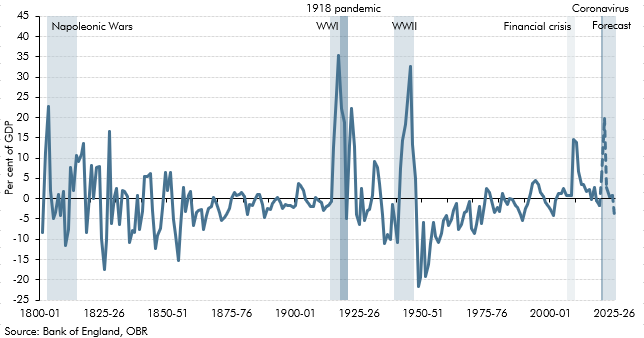 1918 pandemic
Coronavirus
Napoleonic Wars
WWI
WWII
Financial crisis
Forecast
Per cent of GDP
45
40
35
30
25
20
15
10
5
0
-5
-10
-15
-20
-25
1800-01 1825-26 1850-51 1875-76 1900-01 1925-26 1950-51 1975-76 2000-01 2025-26
Source: Bank of England, OBR